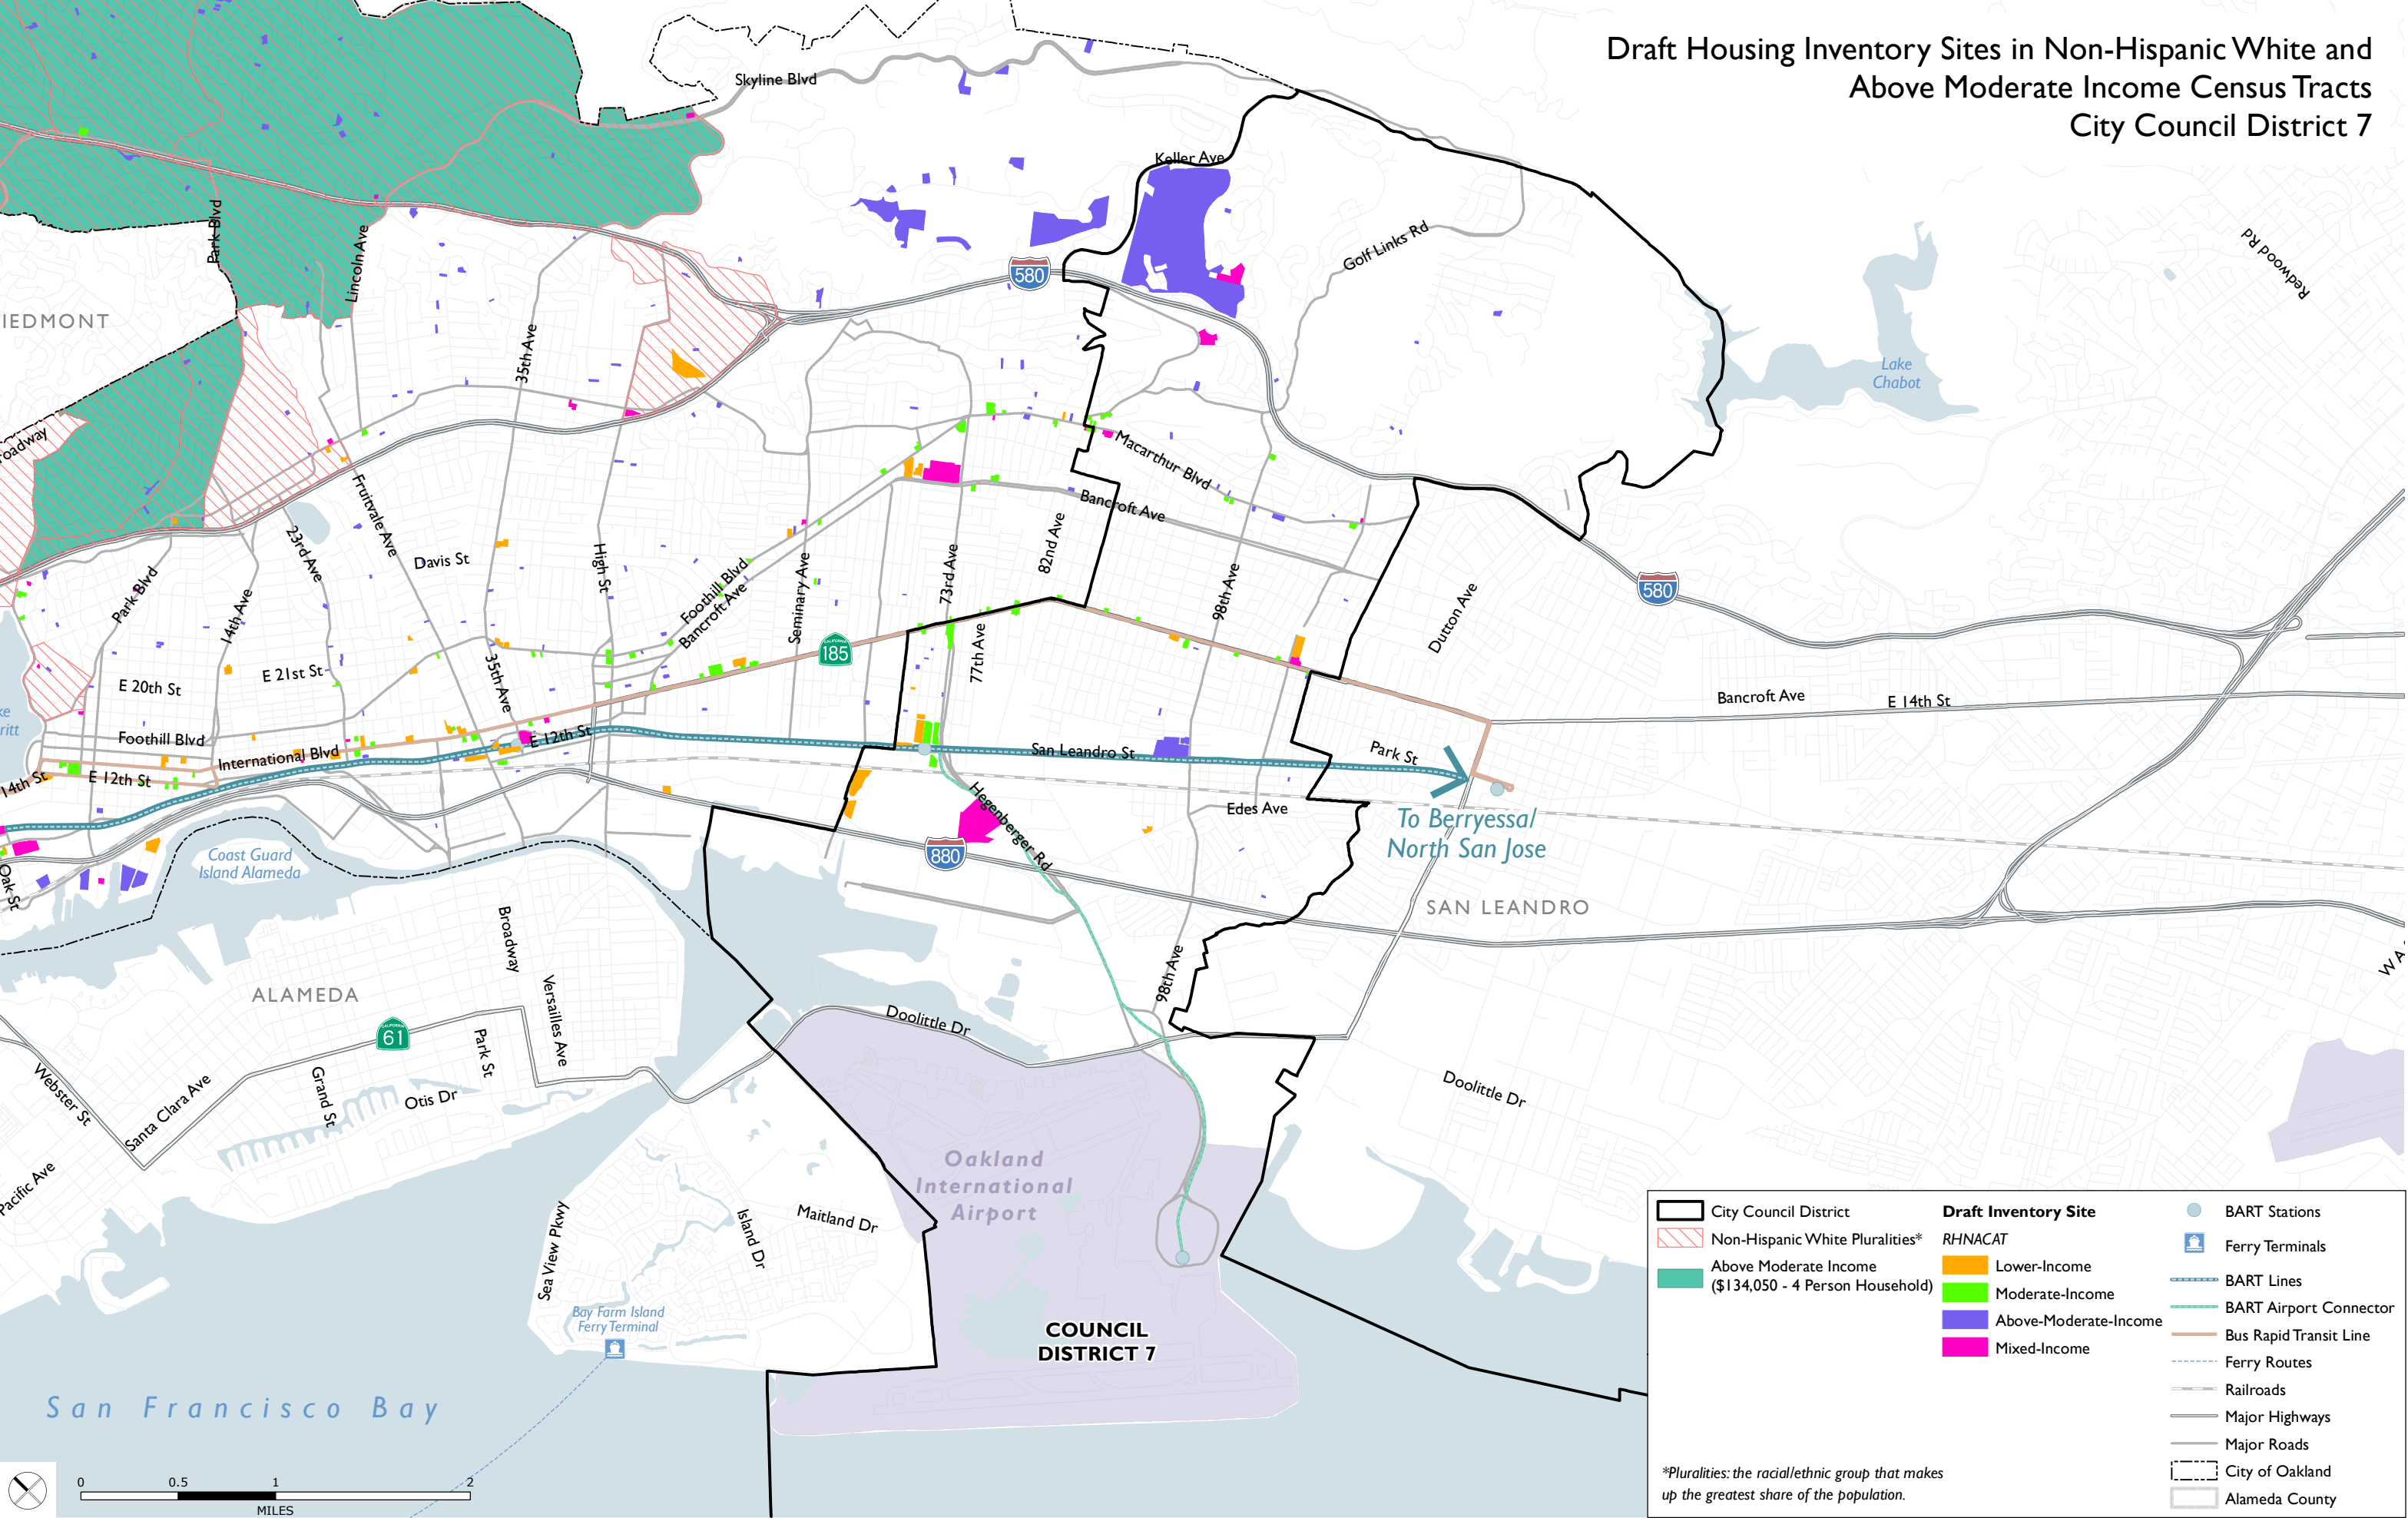 Draft Housing Inventory Sites in Non-Hispanic White and
Above Moderate Income Census Tracts
City Council District 7
Skyline Blvd
Keller Ave
Golf Links Rd
Redwood Rd
Park Blvd
Lincoln Ave
580
IEDMONT
35th Ave
Lake
Chabot
roadway
Macarthur Blvd
Bancroft Ave
Fruitvale Ave
23rd Ave
Davis St
High St
82nd Ave
73rd Ave
98th Ave
580
Park Blvd
14th Ave
Foothill Blvd
Bancroft Ave
Seminary Ave
Dutton Ave
185
77th Ave
E 20th St
E 21st St
35th Ave
ke
ritt
Bancroft Ave
E 14th St
Foothill Blvd
International Blvd
E 12th St
San Leandro St
Park St
14th St
E 12th St
Hegenberger Rd
Edes Ave
To Berryessa/
North San Jose
880
Coast Guard
Island Alameda
Oak St
SAN LEANDRO
Broadway
W A
98th Ave
ALAMEDA
Versailles Ave
Doolittle Dr
61
Park St
Webster St
Santa Clara Ave
Grand St
Otis Dr
Doolittle Dr
Pacific Ave
Oakland
International
Airport
Sea View Pkwy
Island Dr
Maitland Dr
Bay Farm Island
Ferry Terminal
COUNCIL
DISTRICT 7
San Francisco Bay
City Council District
Non-Hispanic White Pluralities*
Above Moderate Income
($134,050 - 4 Person Household)
Draft Inventory Site
RHNACAT
Lower-Income
Moderate-Income
Above-Moderate-Income
Mixed-Income
BART Stations
Ferry Terminals
BART Lines
BART Airport Connector
Bus Rapid Transit Line
Ferry Routes
Railroads
Major Highways
Major Roads
City of Oakland
Alameda County
*Pluralities: the racial/ethnic group that makes
up the greatest share of the population.
0 0.5 1 2
MILES